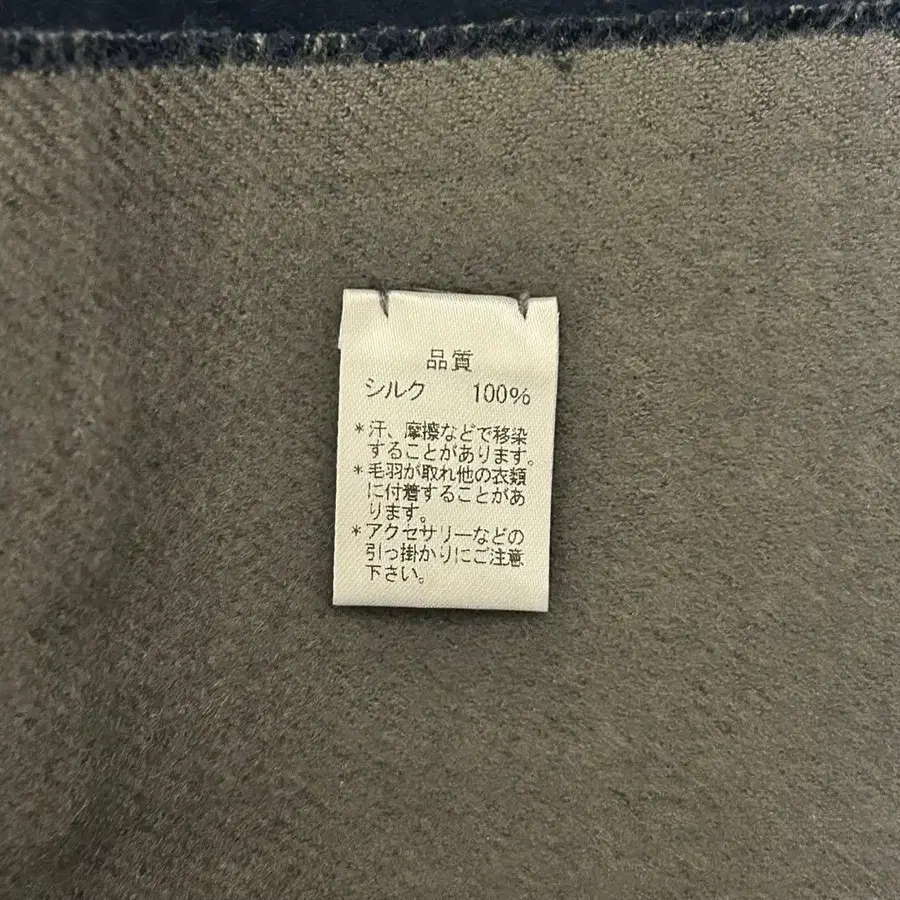 品質
シルク 100%
*汗、摩擦などで移染
することがあります。
*毛羽が取れ他の衣類
に付着することがあ
ります。
*アクセサリーなどの
引っ掛かりにご注意
下さい。